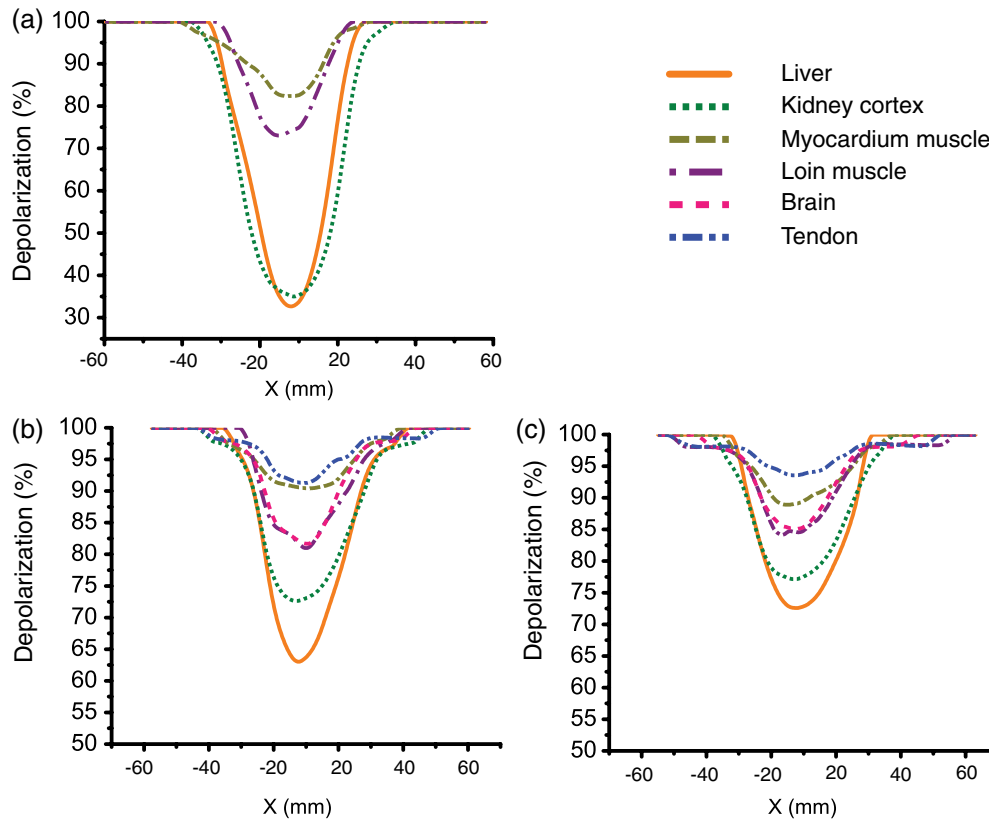 (a)
100
90
80
70
60
50
40
30
Depolarization (%)
-60 -40 -20 20 40 60
X (mm)
Liver
Kidney cortex
Myocardium muscle
Loin muscle
Brain
Tendon
(b)
100
95
90
85
80
75
70
65
60
55
50
Depolarization (%)
-60 -40 -20 20 40 60
X (mm)
(c)
100
95
90
85
80
75
70
65
60
55
50
Depolarization (%)
-60 -40 -20 20 40 60
X (mm)